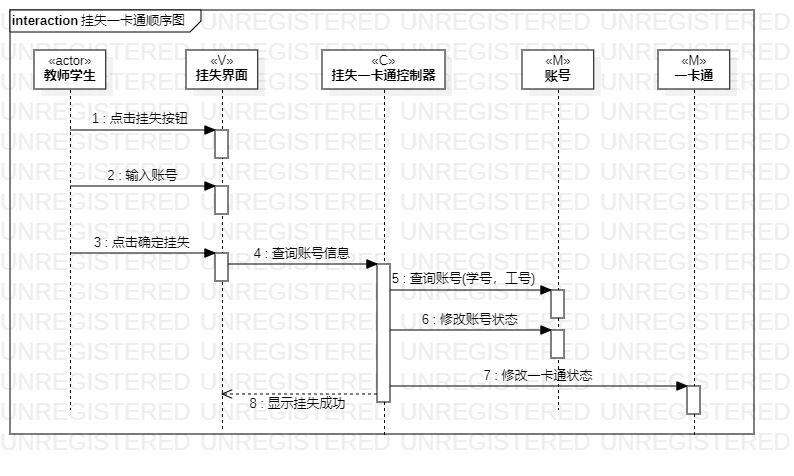 interaction 挂失一卡通顺序图
«actor» «V» «C» «M» «M»
教师学生 挂失界面 挂失一卡通控制器 账号 一卡通
1 : 点击挂失按钮
2 : 输入账号
3 : 点击确定挂失
4 : 查询账号信息
5 : 查询账号(学号，工号)
6 : 修改账号状态
7 : 修改一卡通状态
8 : 显示挂失成功
UNREGISTERED